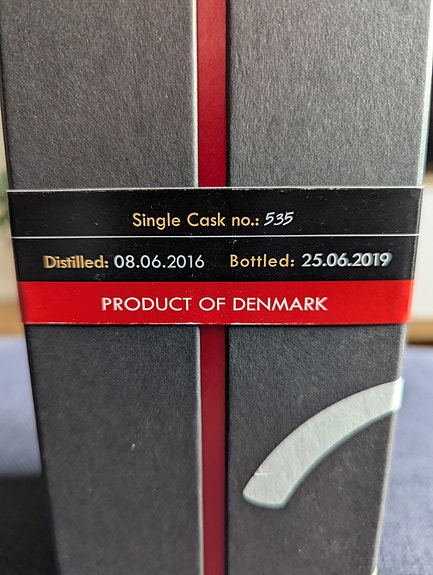 Single Cask no.: 535
Distilled: 08.06.2016 Bottled: 25.06.2019
PRODUCT OF DENMARK